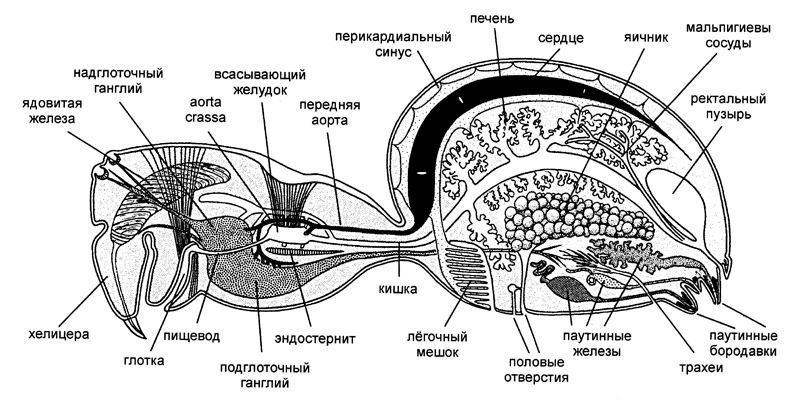 печень
мальпигиевы
сосуды
перикардиальный
синус
сердце
яичник
надглоточный
ганглий
всасывающий
желудок
ядовитая
железа
aorta
crassa
передняя
аорта
ректальный
пузырь
кишка
хелицера
глотка
пищевод
эндостернит
подглоточный
ганглий
лёгочный
мешок
половые
отверстия
паутинные
железы
трахеи
паутинные
бородавки